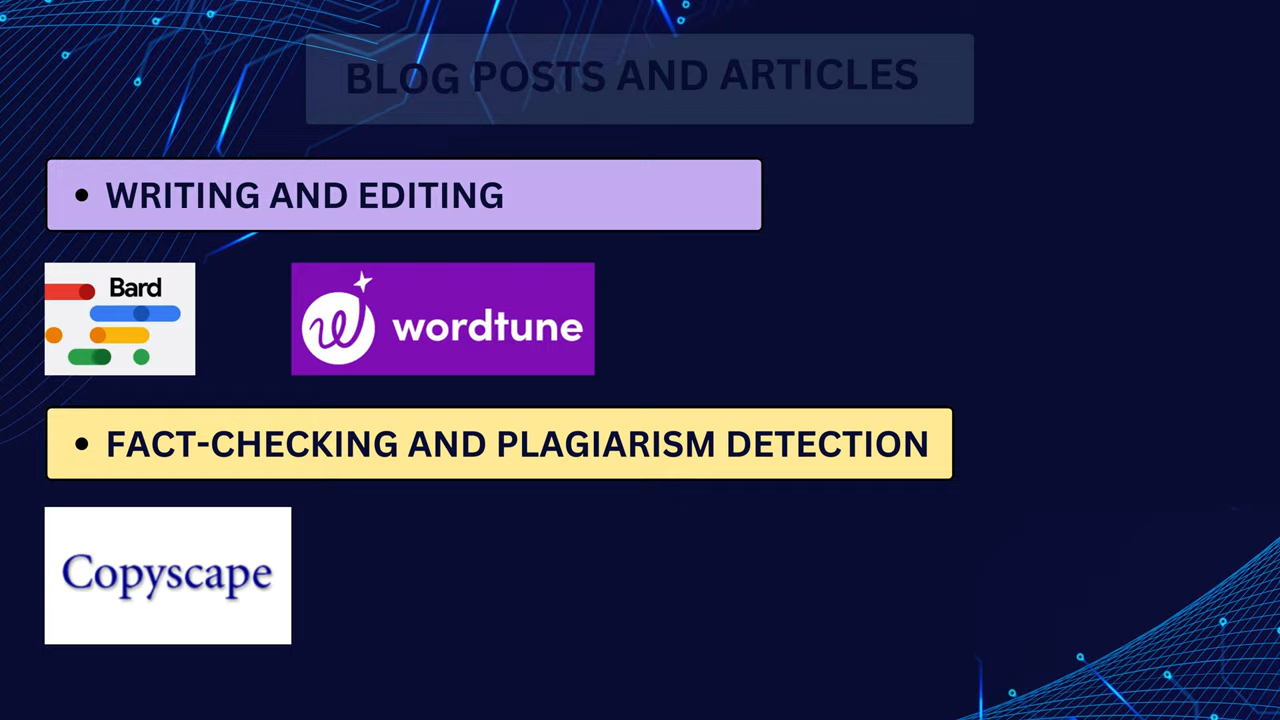 BLOG POSTS AND ARTICLES
• WRITING AND EDITING
Bard
wordtune
• FACT-CHECKING AND PLAGIARISM DETECTION
Copyscape